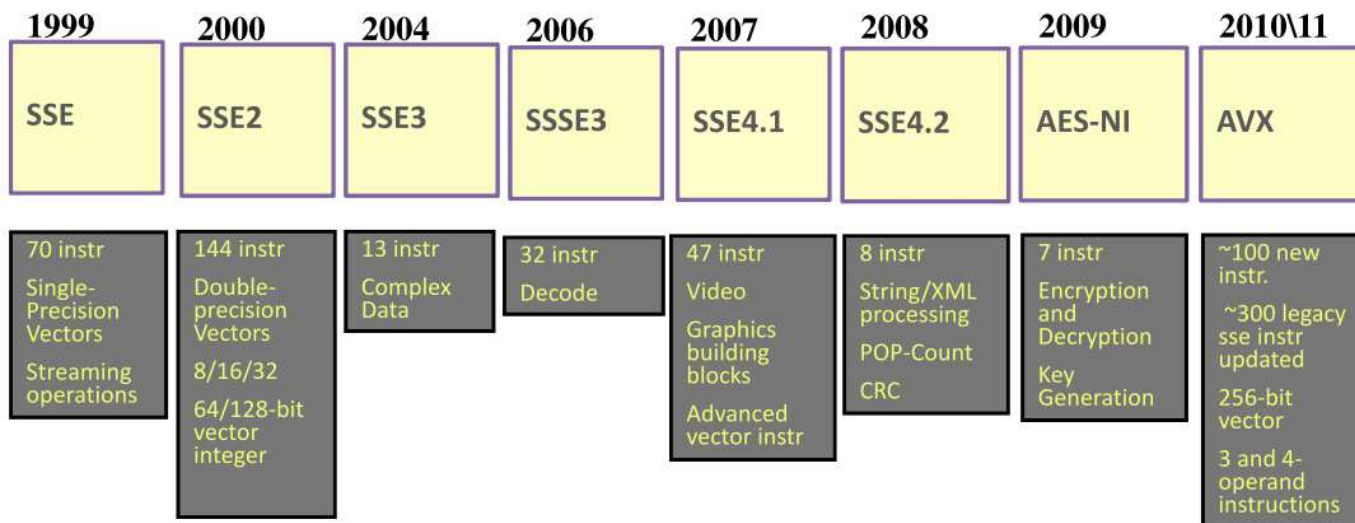 1999
2000
2004
2006
2007
2008
2009
2010\11
SSE
SSE2
SSE3
SSSE3
SSE4.1
SSE4.2
AES-NI
AVX
70 instr
Single-
Precision
Vectors
Streaming
operations
144 instr
Double-
precision
Vectors
8/16/32
64/128-bit
vector
integer
13 instr
Complex
Data
32 instr
Decode
47 instr
Video
Graphics
building
blocks
Advanced
vector instr
8 instr
String/XML
processing
POP-Count
CRC
7 instr
Encryption
and
Decryption
Key
Generation
~100 new
instr.
~300 legacy
sse instr
updated
256-bit
vector
3 and 4-
operand
instructions